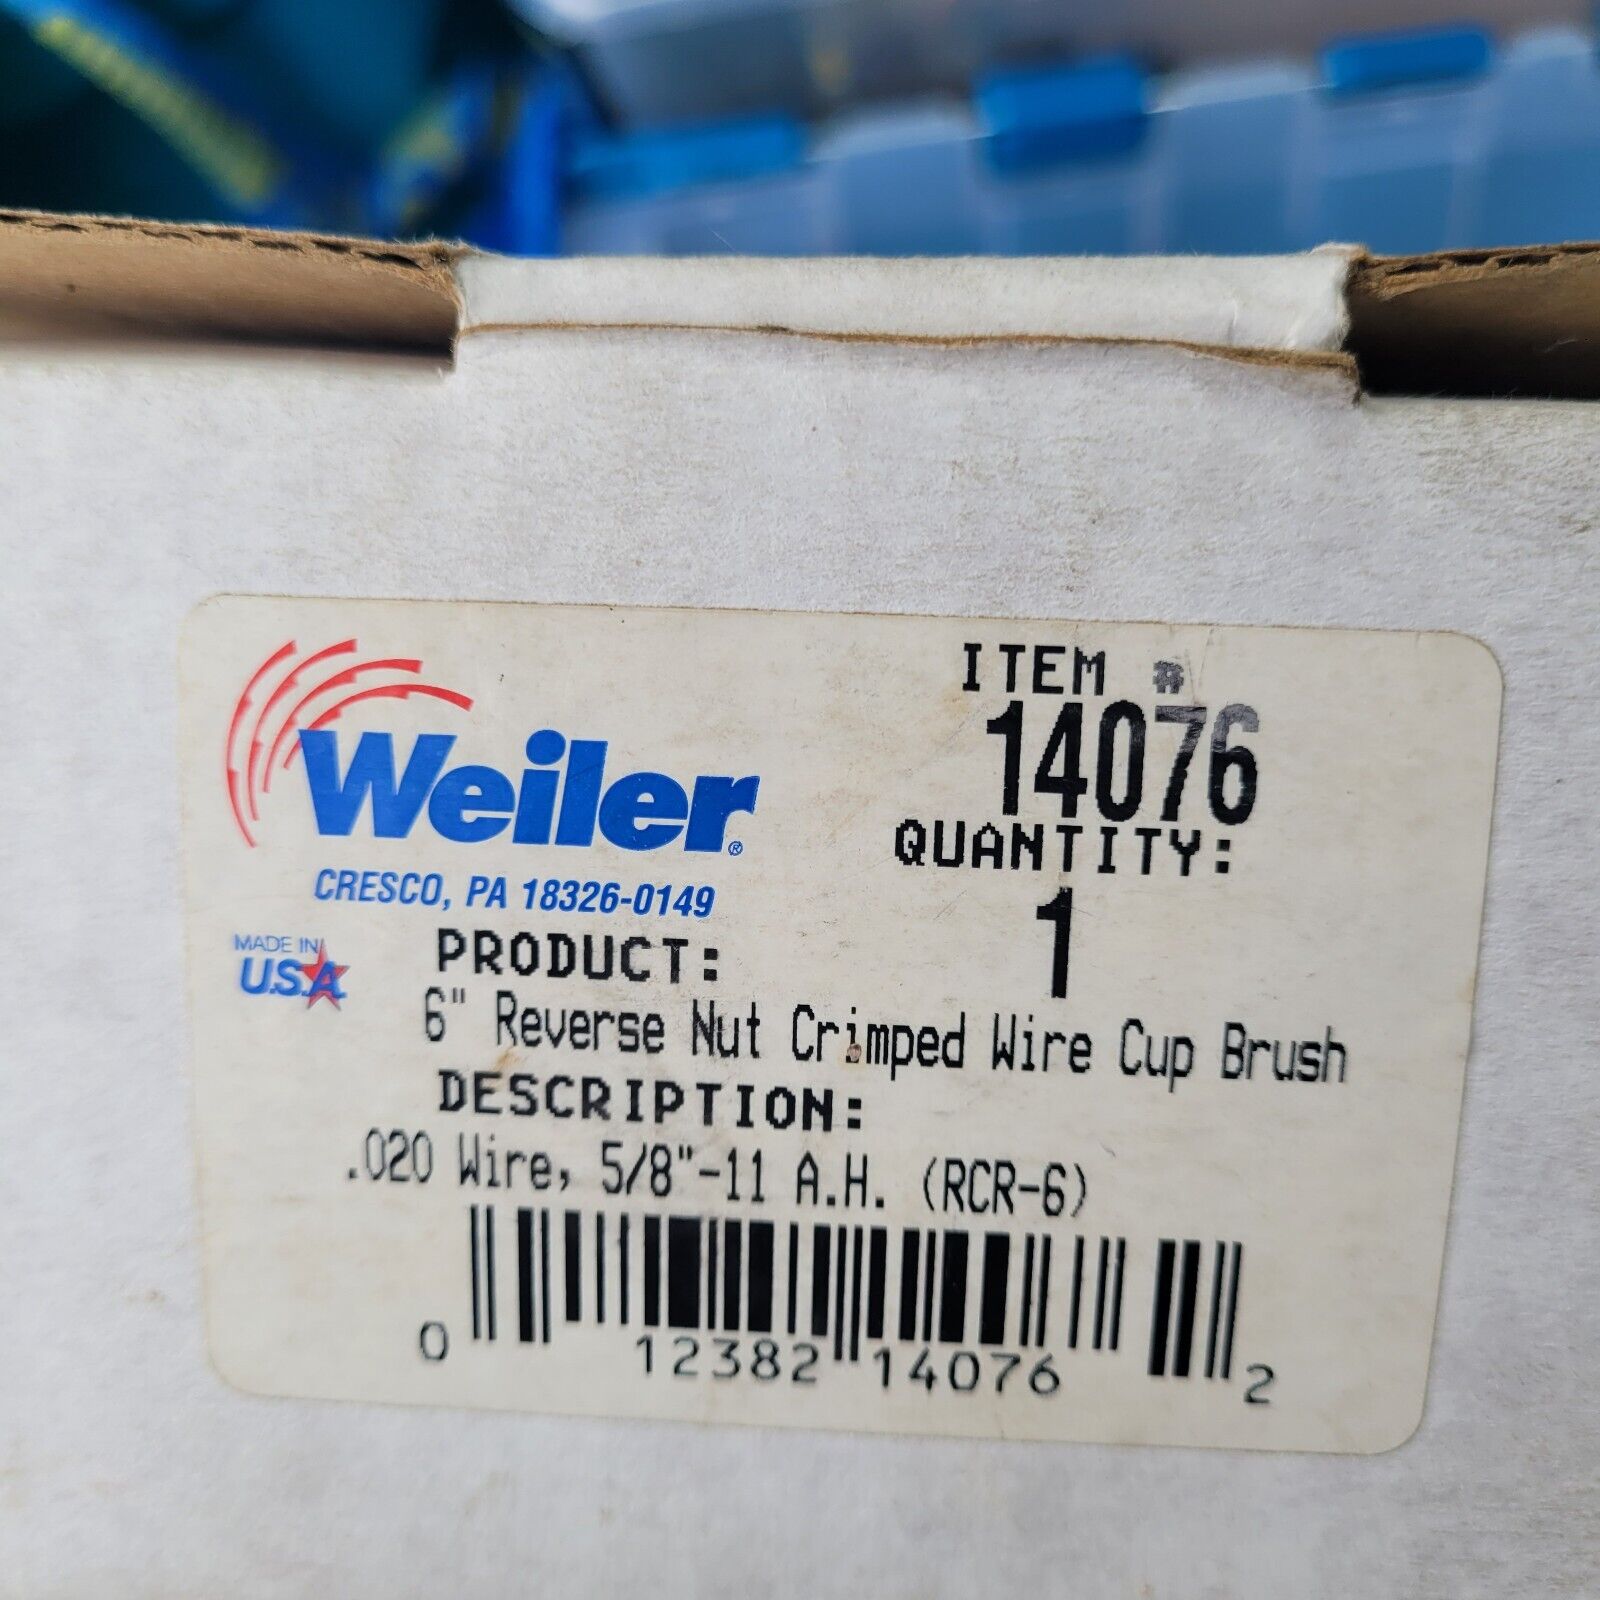 Weiler®
CRESCO, PA 18326-0149
MADE IN
U.S.A
ITEM #
14076
QUANTITY:
1
PRODUCT:
6" Reverse Nut Crimped Wire Cup Brush
DESCRIPTION:
.020 Wire, 5/8"-11 A.H. (RCR-6)
0 12382 14076 2